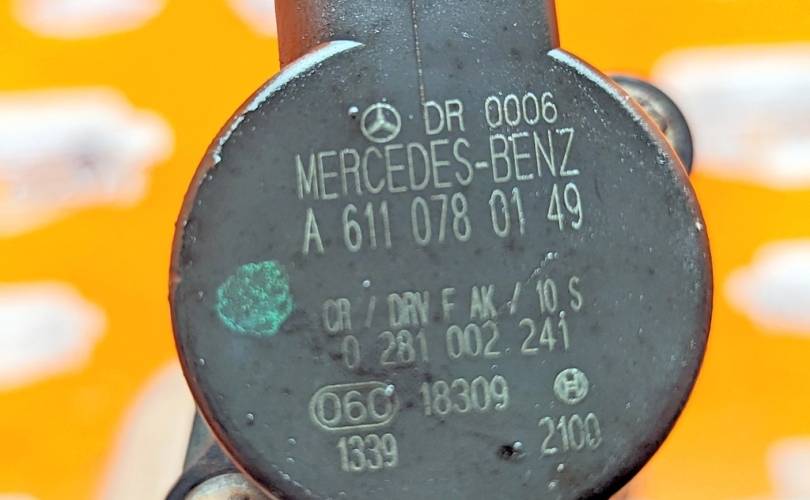 DR 0006
MERCEDES-BENZ
A 611 078 01 49
CR / DRV F AK / 10 S
0 281 002 241
060 18309
1339 2100